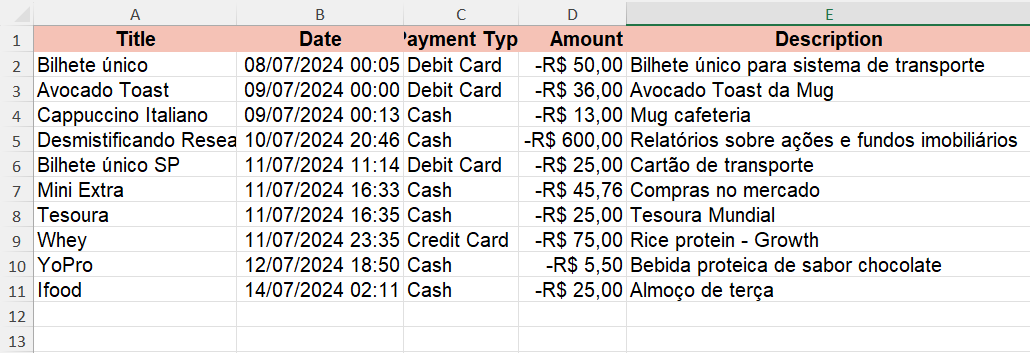 A B C D E
1 Title Date Payment Typ Amount Description
2 Bilhete único 08/07/2024 00:05 Debit Card -R$ 50,00 Bilhete único para sistema de transporte
3 Avocado Toast 09/07/2024 00:00 Debit Card -R$ 36,00 Avocado Toast da Mug
4 Cappuccino Italiano 09/07/2024 00:13 Cash -R$ 13,00 Mug cafeteria
5 Desmistificando Resea 10/07/2024 20:46 Cash -R$ 600,00 Relatórios sobre ações e fundos imobiliários
6 Bilhete único SP 11/07/2024 11:14 Debit Card -R$ 25,00 Cartão de transporte
7 Mini Extra 11/07/2024 16:33 Cash -R$ 45,76 Compras no mercado
8 Tesoura 11/07/2024 16:35 Cash -R$ 25,00 Tesoura Mundial
9 Whey 11/07/2024 23:35 Credit Card -R$ 75,00 Rice protein - Growth
10 YoPro 12/07/2024 18:50 Cash -R$ 5,50 Bebida proteica de sabor chocolate
11 Ifood 14/07/2024 02:11 Cash -R$ 25,00 Almoço de terça
12
13